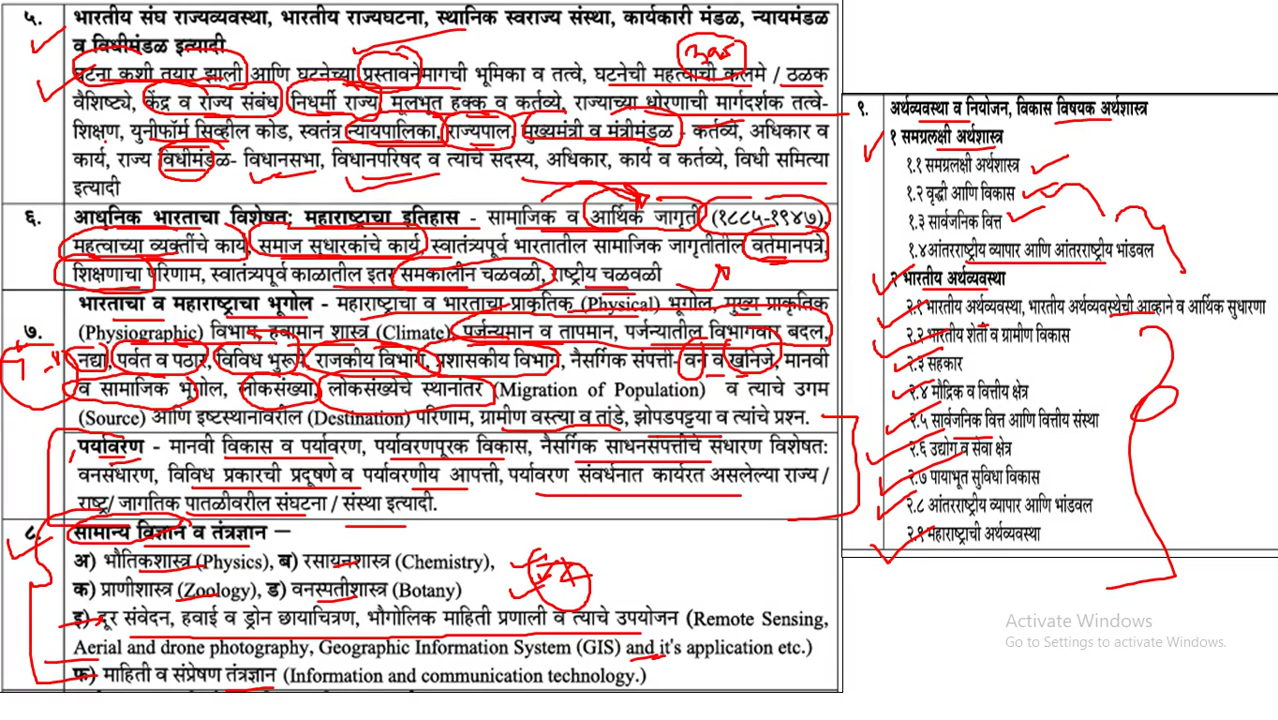 ५.
भारतीय संघ राज्यव्यवस्था, भारतीय राज्यघटना, स्थानिक स्वराज्य संस्था, कार्यकारी मंडळ, न्यायमंडळ
व विधीमंडळ इत्यादी
घटना कशी तयार झाली आणि घटनेच्या प्रस्तावनेमागची भूमिका व तत्वे, घटनेची महत्वाची कलमे / ठळक
वैशिष्ट्ये, केंद्र व राज्य संबंध, निधर्मी राज्य, मूलभूत हक्क व कर्तव्ये, राज्याच्या धोरणाची मार्गदर्शक तत्वे-
शिक्षण, युनीफॉर्म सिव्हील कोड, स्वतंत्र न्यायपालिका, राज्यपाल, मुख्यमंत्री व मंत्रीमंडळ - कर्तव्ये, अधिकार व
कार्य, राज्य विधीमंडळ- विधानसभा, विधानपरिषद व त्याचे सदस्य, अधिकार, कार्य व कर्तव्ये, विधी समित्या
इत्यादी
६.
आधुनिक भारताचा विशेषत: महाराष्ट्राचा इतिहास - सामाजिक व आर्थिक जागृती (१८८५-१९४७),
महत्वाच्या व्यक्तींचे कार्य, समाज सुधारकांचे कार्य, स्वातंत्र्यपूर्व भारतातील सामाजिक जागृतीतील वर्तमानपत्रे,
शिक्षणाचा परिणाम, स्वातंत्र्यपूर्व काळातील इतर समकालीन चळवळी, राष्ट्रीय चळवळी
७.
भारताचा व महाराष्ट्राचा भूगोल - महाराष्ट्राचा व भारताचा प्राकृतिक (Physical) भूगोल, मुख्य प्राकृतिक
(Physiographic) विभाग, हवामान शास्त्र (Climate), पर्जन्यमान व तापमान, पर्जन्यातील विभागवार बदल,
नद्या, पर्वत व पठार, विविध भुरूपे, राजकीय विभाग, प्रशासकीय विभाग, नैसर्गिक संपत्ती- वन व खनिजे, मानवी
व सामाजिक भूगोल, लोकसंख्या, लोकसंख्येचे स्थानांतर (Migration of Population) व त्याचे उगम
(Source) आणि इष्टस्थानावरील (Destination) परिणाम, ग्रामीण वस्त्या व तांडे, झोपडपट्टया व त्यांचे प्रश्न.
पर्यावरण - मानवी विकास व पर्यावरण, पर्यावरणपूरक विकास, नैसर्गिक साधनसपत्तीचे सधारण विशेषत:
वनसंधारण, विविध प्रकारची प्रदूषणे व पर्यावरणीय आपत्ती, पर्यावरण संवर्धनात कार्यरत असलेल्या राज्य /
राष्ट्र/ जागतिक पातळीवरील संघटना / संस्था इत्यादी.
८.
सामान्य विज्ञान व तंत्रज्ञान –
अ) भौतिकशास्त्र (Physics), ब) रसायनशास्त्र (Chemistry),
क) प्राणीशास्त्र (Zoology), ड) वनस्पतीशास्त्र (Botany)
इ) दूर संवेदन, हवाई व ड्रोन छायाचित्रण, भौगोलिक माहिती प्रणाली व त्याचे उपयोजन (Remote Sensing,
Aerial and drone photography, Geographic Information System (GIS) and it's application etc.)
फ) माहिती व संप्रेषण तंत्रज्ञान (Information and communication technology.)
१.
अर्थव्यवस्था व नियोजन, विकास विषयक अर्थशास्त्र
१ समग्रलक्षी अर्थशास्त्र
१.१ समग्रलक्षी अर्थशास्त्र
१.२ वृद्धी आणि विकास
१.३ सार्वजनिक वित्त
१.४आंतरराष्ट्रीय व्यापार आणि आंतरराष्ट्रीय भांडवल
२ भारतीय अर्थव्यवस्था
२.१ भारतीय अर्थव्यवस्था, भारतीय अर्थव्यवस्थेची आव्हाने व आर्थिक सुधारणा
२.२ भारतीय शेती व ग्रामीण विकास
२.३ सहकार
२.४ मौद्रिक व वित्तीय क्षेत्र
२.५ सार्वजनिक वित्त आणि वित्तीय संस्था
२.६ उद्योग व सेवा क्षेत्र
२.७ पायाभूत सुविधा विकास
२.८ आंतरराष्ट्रीय व्यापार आणि भांडवल
२.९ महाराष्ट्राची अर्थव्यवस्था
Activate Windows
Go to Settings to activate Windows.